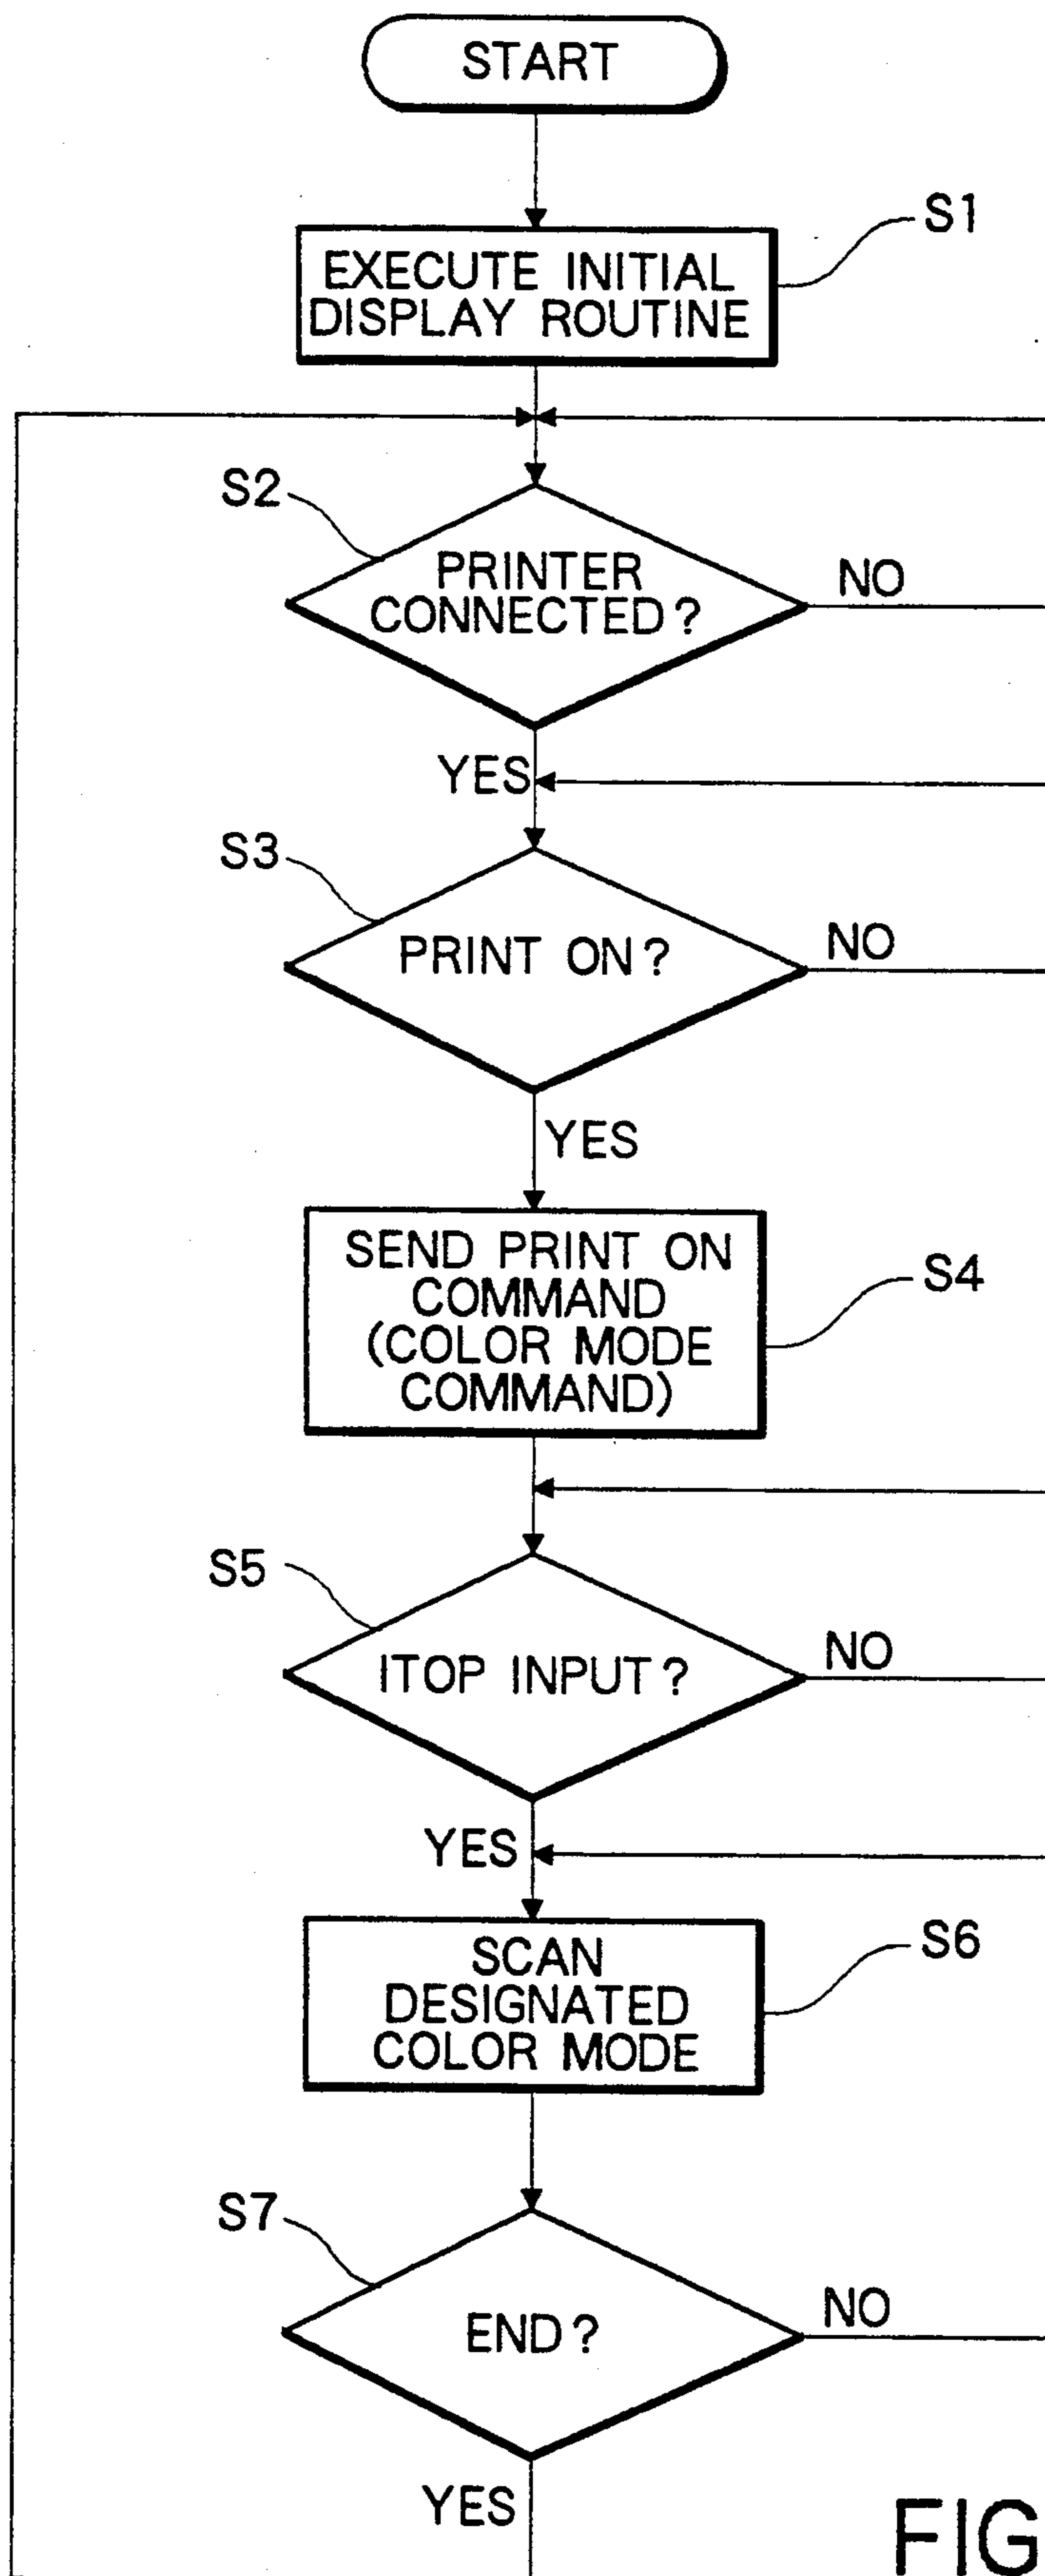 START
S1
EXECUTE INITIAL
DISPLAY ROUTINE
S2
PRINTER
CONNECTED?
NO
YES
S3
PRINT ON?
NO
YES
SEND PRINT ON
COMMAND
(COLOR MODE
COMMAND)
S4
S5
ITOP INPUT?
NO
YES
SCAN
DESIGNATED
COLOR MODE
S6
S7
END?
NO
YES
FIG